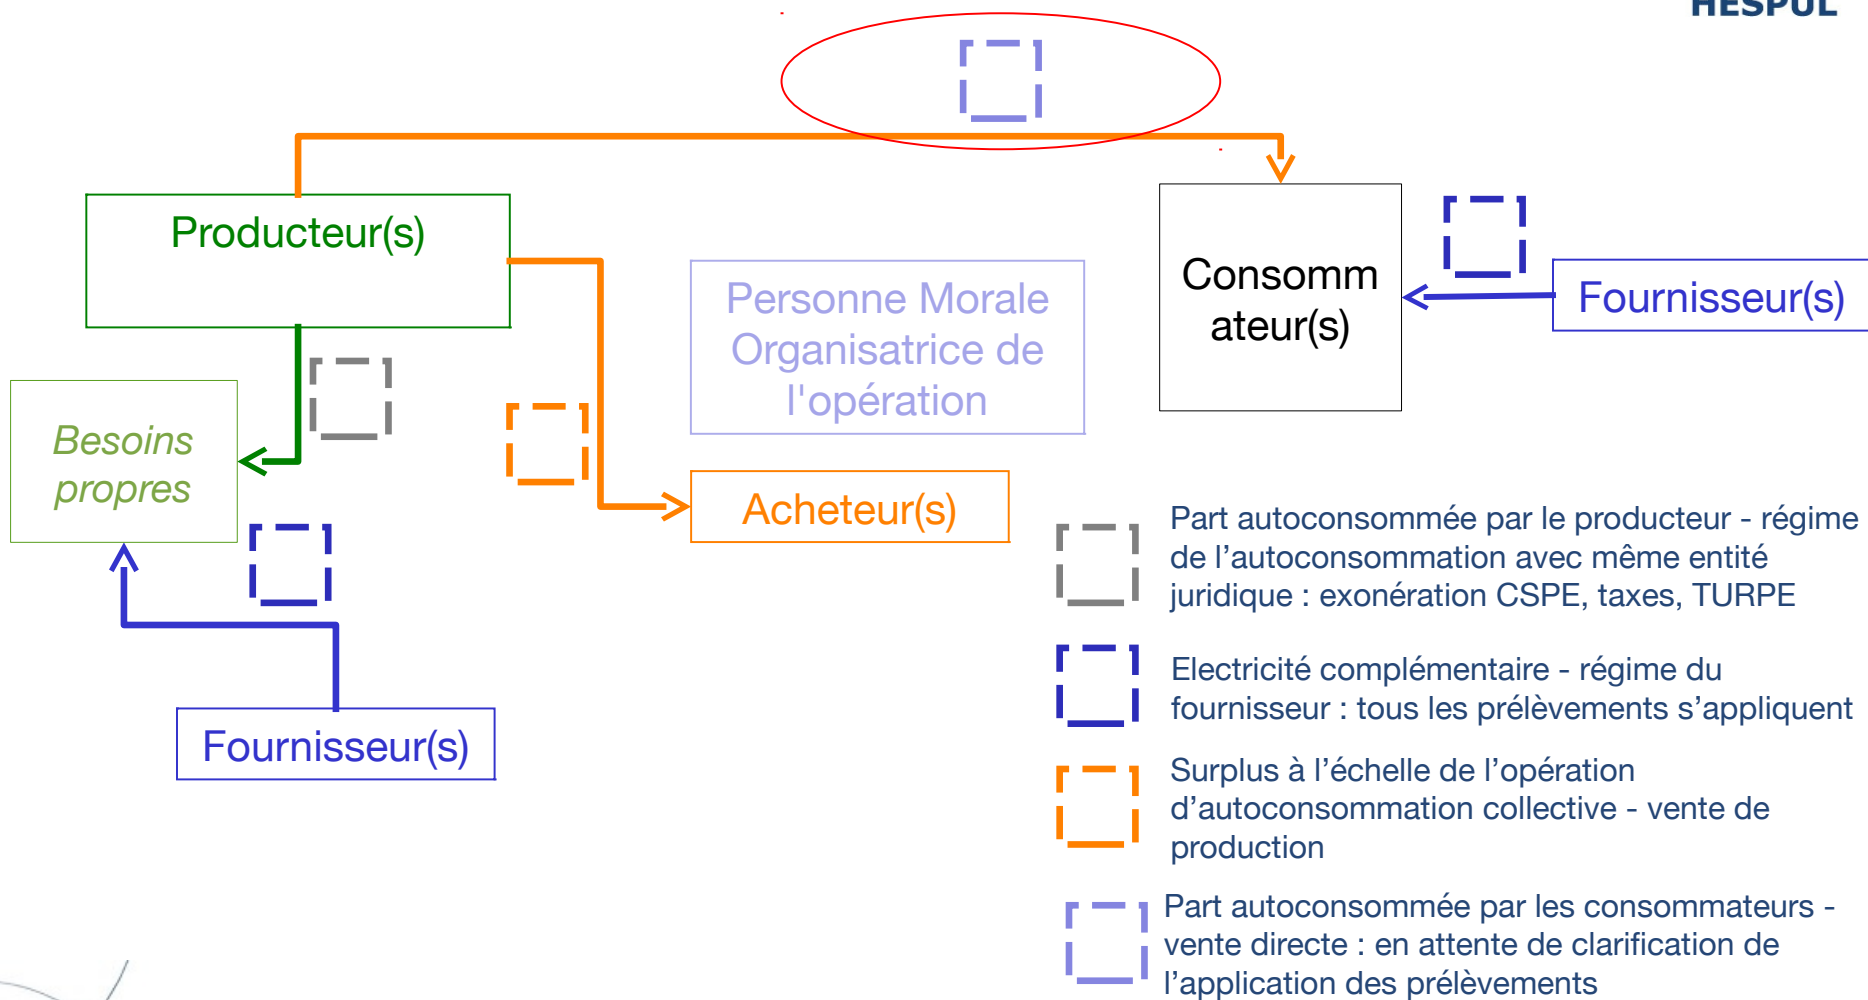 HESPUL
Producteur(s)
Personne Morale
Organisatrice de
l'opération
Consomm
ateur(s)
Fournisseur(s)
Besoins
propres
Acheteur(s)
Fournisseur(s)
Part autoconsommée par le producteur - régime
de l’autoconsommation avec même entité
juridique : exonération CSPE, taxes, TURPE
Electricité complémentaire - régime du
fournisseur : tous les prélèvements s’appliquent
Surplus à l’échelle de l’opération
d’autoconsommation collective - vente de
production
Part autoconsommée par les consommateurs -
vente directe : en attente de clarification de
l’application des prélèvements